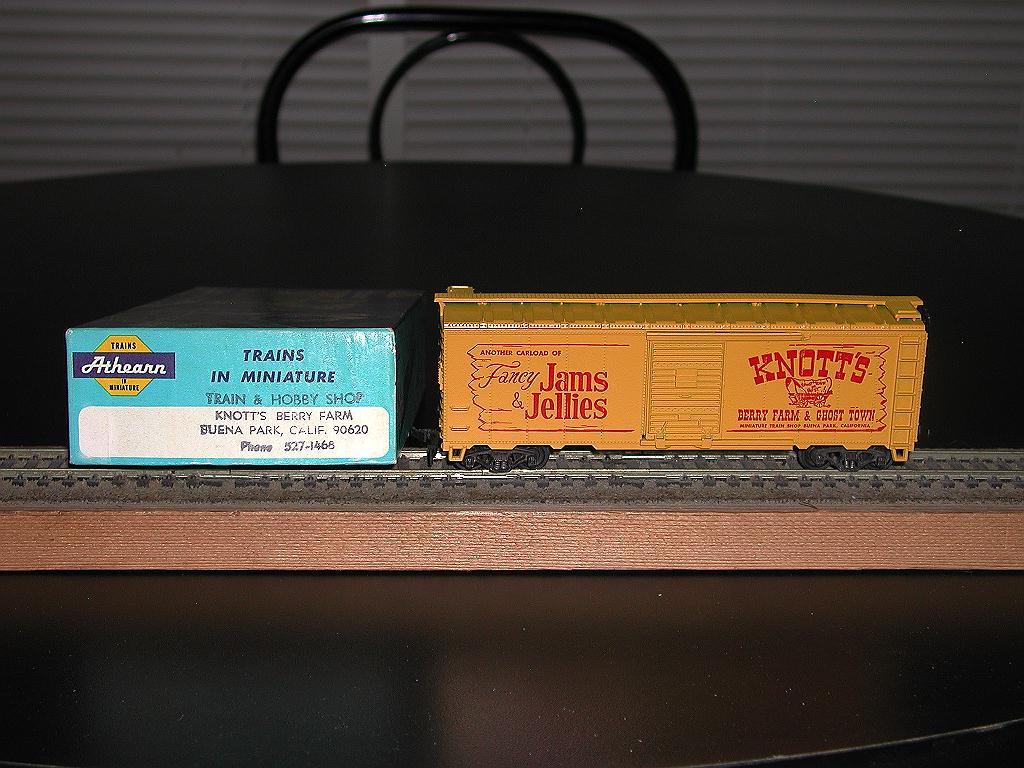 TRAINS
Athearn
IN
MINIATURE
TRAINS
IN MINIATURE
TRAIN & HOBBY SHOP
KNOTT'S BERRY FARM
BUENA PARK, CALIF. 90620
Phone 527-1468
ANOTHER CARLOAD OF
Fancy Jams
& Jellies
KNOTT'S
BERRY FARM & GHOST TOWN
MINIATURE TRAIN SHOP BUENA PARK, CALIFORNIA